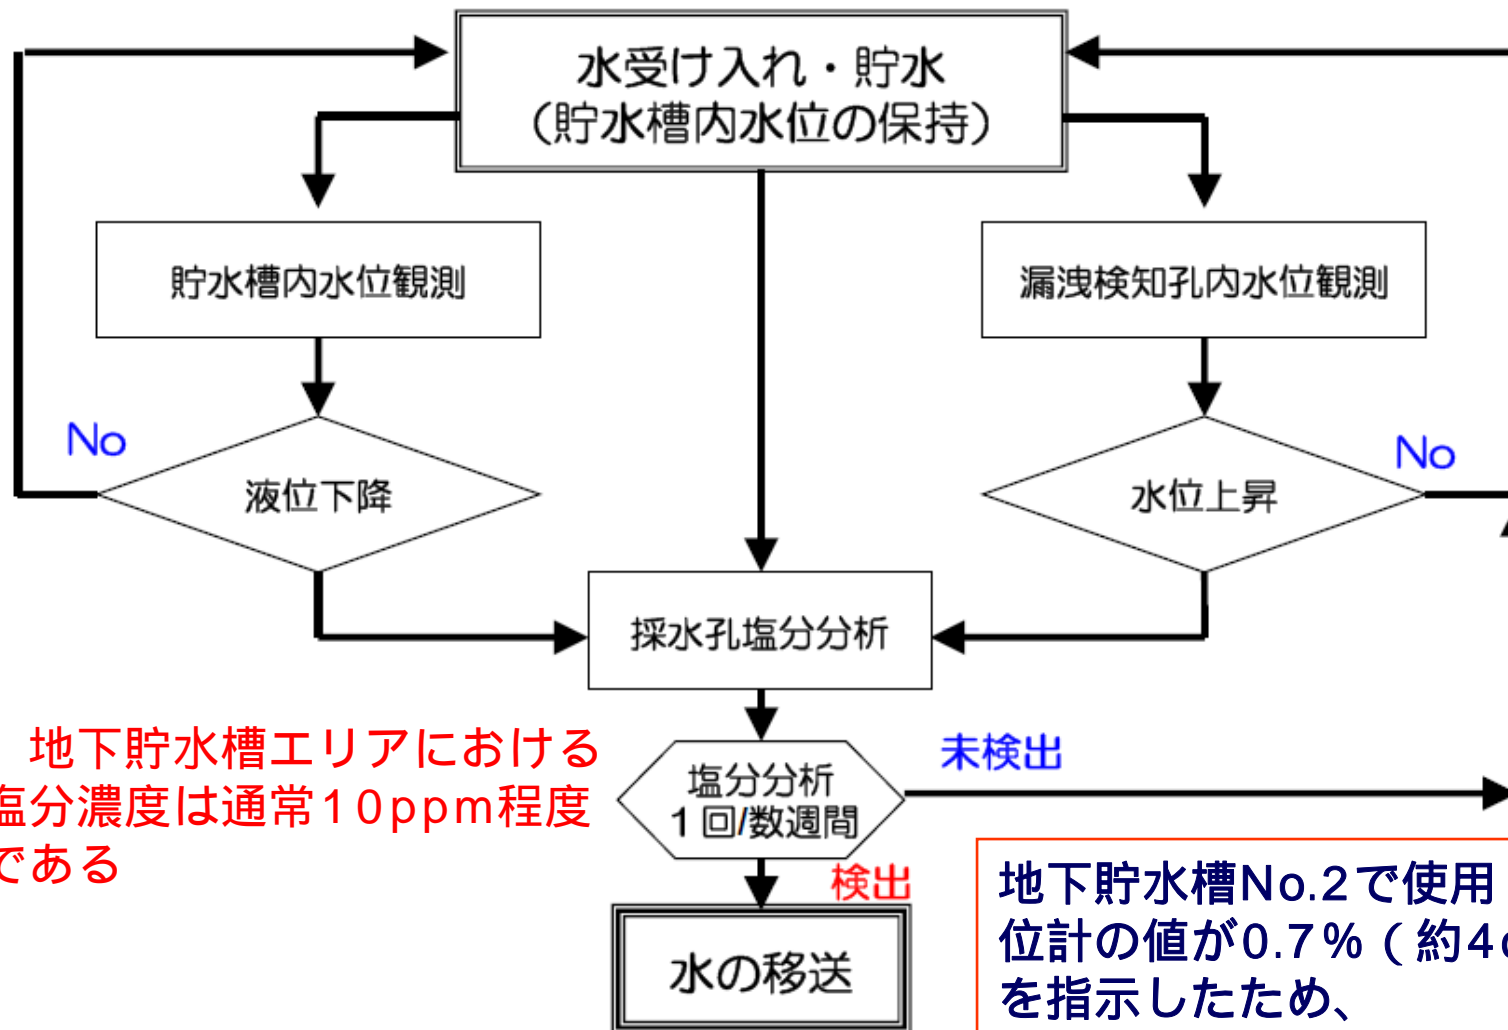 水受け入れ・貯水
（貯水槽内水位の保持）
貯水槽内水位観測
漏洩検知孔内水位観測
No
液位下降
水位上昇
No
採水孔塩分分析
地下貯水槽エリアにおける
塩分濃度は通常10ppm程度
である
塩分分析
1回/数週間
未検出
検出
水の移送
地下貯水槽No.2で使用
位計の値が0.7%（約4c
を指示したため、